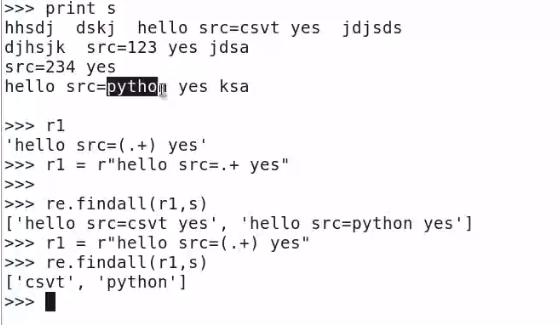 >>> print s
hhsdj  dskj  hello src=csvt yes  jdjsds
djhsjk  src=123 yes jdsa
src=234 yes
hello src=python yes ksa
>>> r1
'hello src=(.+) yes'
>>> r1 = r"hello src=.+ yes"
>>>
>>> re.findall(r1,s)
['hello src=csvt yes', 'hello src=python yes']
>>> r1 = r"hello src=(.+) yes"
>>> re.findall(r1,s)
['csvt', 'python']
>>>